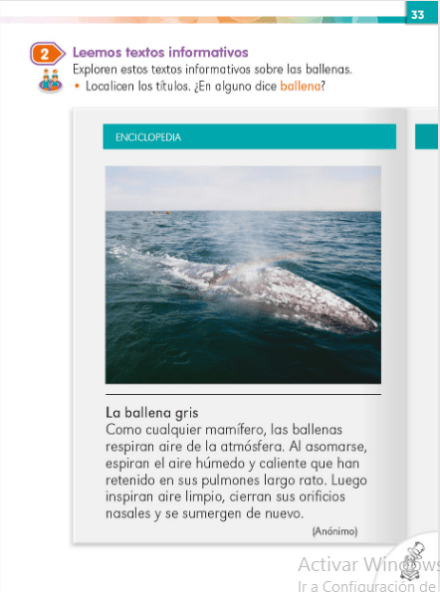 33
2 Leemos textos informativos
Exploren estos textos informativos sobre las ballenas.
• Localicen los títulos. ¿En alguno dice ballena?
ENCICLOPEDIA
La ballena gris
Como cualquier mamífero, las ballenas
respiran aire de la atmósfera. Al asomarse,
espiran el aire húmedo y caliente que han
retenido en sus pulmones largo rato. Luego
inspiran aire limpio, cierran sus orificios
nasales y se sumergen de nuevo.
(Anónimo)
Activar Windows
Ir a Configuración de